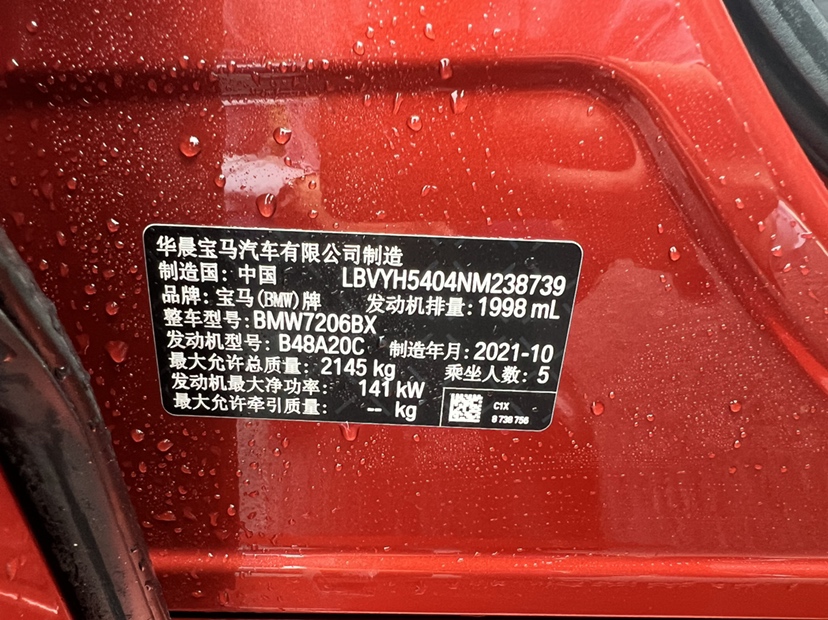 华晨宝马汽车有限公司制造
制造国: 中国 LBVYH5404NM238739
品牌: 宝马(BMW)牌 发动机排量: 1998 mL
整车型号: BMW7206BX
发动机型号: B48A20C 制造年月: 2021-10
最大允许总质量: 2145 kg 乘坐人数: 5
发动机最大净功率: 141 kW
最大允许牵引质量: -- kg
C1X
8 738 756